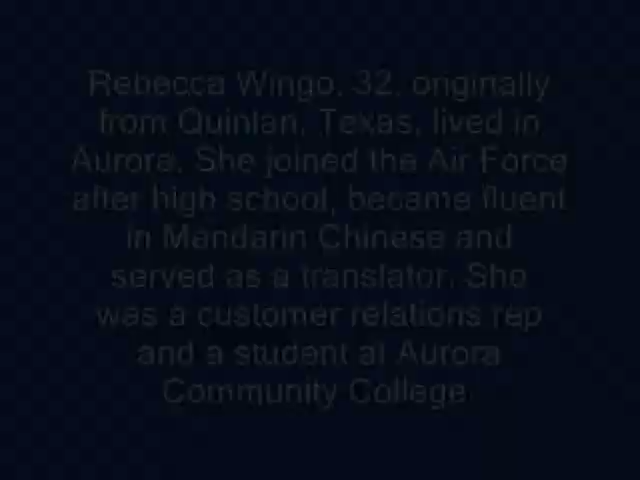 Rebecca Wingo, 32, originally
from Quinlan, Texas, lived in
Aurora. She joined the Air Force
after high school, became fluent
in Mandarin Chinese and
served as a translator. She
was a customer relations rep
and a student at Aurora
Community College.